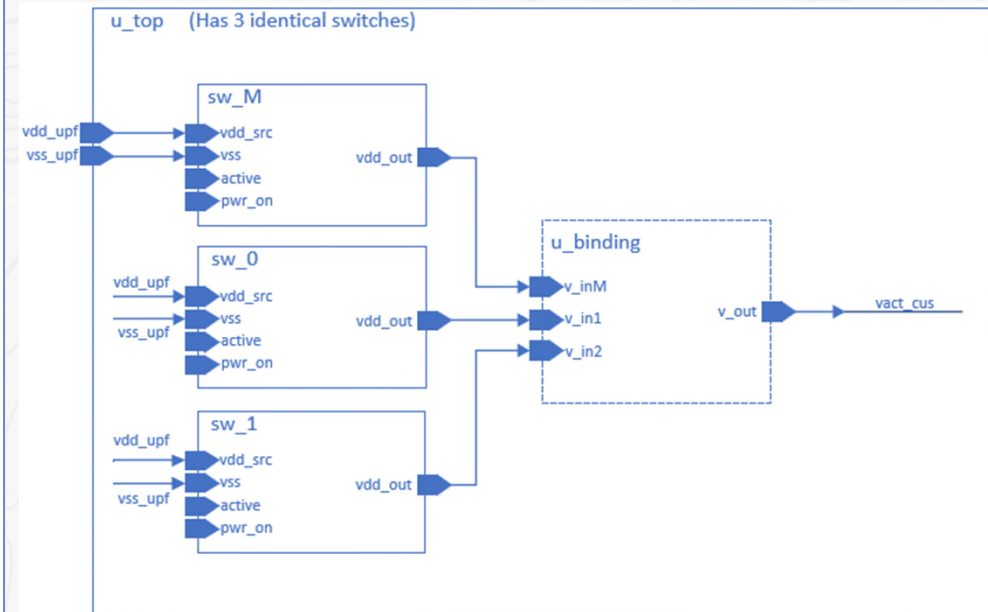 u_top (Has 3 identical switches)
sw_M
vdd_upf
vdd_src
vss_upf
vss
vdd_out
active
pwr_on
u_binding
sw_0
vdd_upf
v_inM
vdd_src
vact_cus
v_out
vss
vdd_out
v_in1
vss_upf
active
v_in2
pwr_on
sw_1
vdd_upf
vdd_src
vss
vdd_out
vss_upf
active
pwr_on